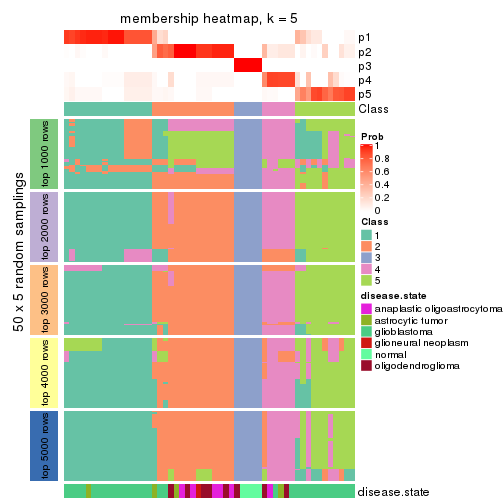 membership heatmap, k = 5
p1
p2
p3
p4
p5
Class
50 x 5 random samplings
top 1000 rows
top 2000 rows
top 3000 rows
top 4000 rows
top 5000 rows
disease.state
Prob
1
0.8
0.6
0.4
0.2
0
Class
1
2
3
4
5
disease.state
anaplastic oligoastrocytoma
astrocytic tumor
glioblastoma
glioneural neoplasm
normal
oligodendroglioma